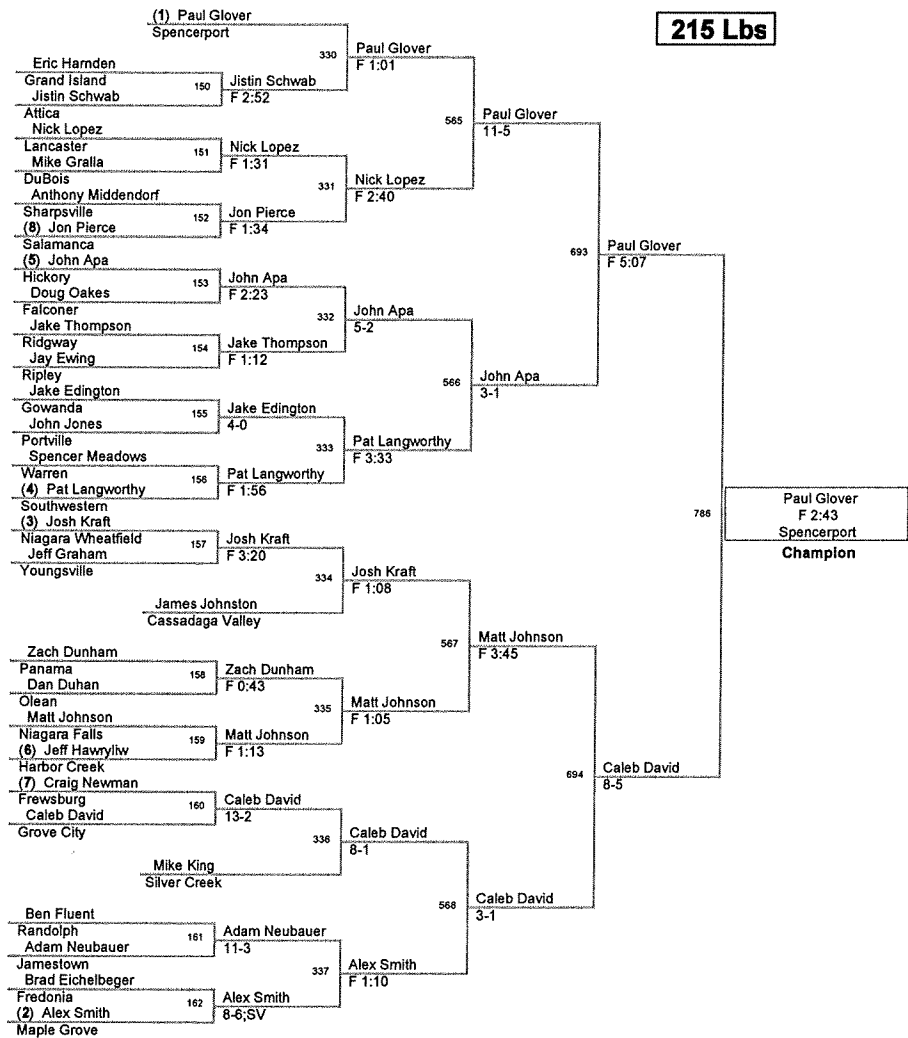 (1) Paul Glover
Spencerport
215 Lbs
330
Paul Glover
F 1:01
Eric Harnden
Grand Island
150
Jistin Schwab
Jistin Schwab
F 2:52
Attica
565
Paul Glover
11-5
Nick Lopez
Lancaster
151
Nick Lopez
Mike Gralla
F 1:31
DuBois
331
Nick Lopez
F 2:40
Anthony Middendorf
Sharpsville
152
Jon Pierce
(8) Jon Pierce
F 1:34
Salamanca
693
Paul Glover
F 5:07
(5) John Apa
Hickory
153
John Apa
Doug Oakes
F 2:23
Falconer
332
John Apa
5-2
Jake Thompson
Ridgway
154
Jake Thompson
Jay Ewing
F 1:12
Ripley
566
John Apa
3-1
Jake Edington
Gowanda
155
Jake Edington
John Jones
4-0
Portville
333
Pat Langworthy
F 3:33
Spencer Meadows
Warren
156
Pat Langworthy
(4) Pat Langworthy
F 1:56
Southwestern
786
Paul Glover
F 2:43
Spencerport
Champion
(3) Josh Kraft
Niagara Wheatfield
157
Josh Kraft
Jeff Graham
F 3:20
Youngsville
334
Josh Kraft
F 1:08
James Johnston
Cassadaga Valley
567
Matt Johnson
F 3:45
Zach Dunham
Panama
158
Zach Dunham
Dan Duhan
F 0:43
Olean
335
Matt Johnson
F 1:05
Matt Johnson
Niagara Falls
159
Matt Johnson
(6) Jeff Hawryliw
F 1:13
Harbor Creek
694
Caleb David
8-5
(7) Craig Newman
Frewsburg
160
Caleb David
Caleb David
13-2
Grove City
336
Caleb David
8-1
Mike King
Silver Creek
568
Caleb David
3-1
Ben Fluent
Randolph
161
Adam Neubauer
Adam Neubauer
11-3
Jamestown
337
Alex Smith
F 1:10
Brad Eichelbeger
Fredonia
162
Alex Smith
(2) Alex Smith
8-6;SV
Maple Grove